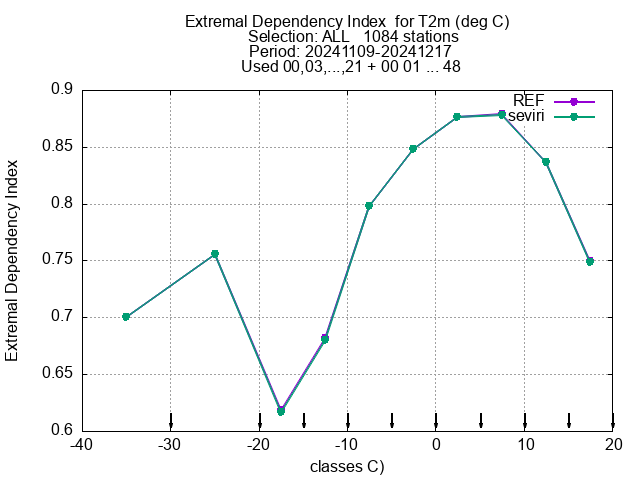 Extremal Dependency Index  for T2m (deg C)
Selection: ALL   1084 stations
Period: 20241109-20241217
Used 00,03,...,21 + 00 01 ... 48
REF
seviri
Extremal Dependency Index
0.9
0.85
0.8
0.75
0.7
0.65
0.6
-40 -30 -20 -10 0 10 20
classes C)